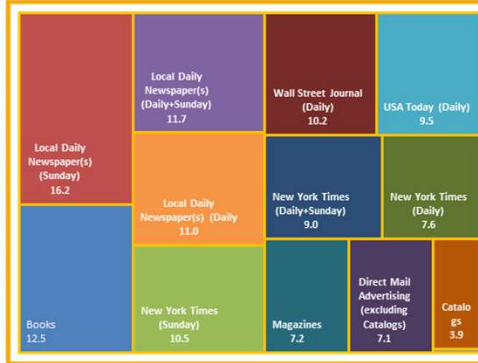 Local Daily
Newspaper(s)
(Sunday)
16.2
Books
12.5
Local Daily
Newspaper(s)
(Daily+Sunday)
11.7
Local Daily
Newspaper(s) (Daily
11.0
New York Times
(Sunday)
10.5
Wall Street Journal
(Daily)
10.2
USA Today (Daily)
9.5
New York Times
(Daily+Sunday)
9.0
New York Times
(Daily)
7.6
Magazines
7.2
Direct Mail
Advertising
(excluding
Catalogs)
7.1
Catalo
gs
3.9